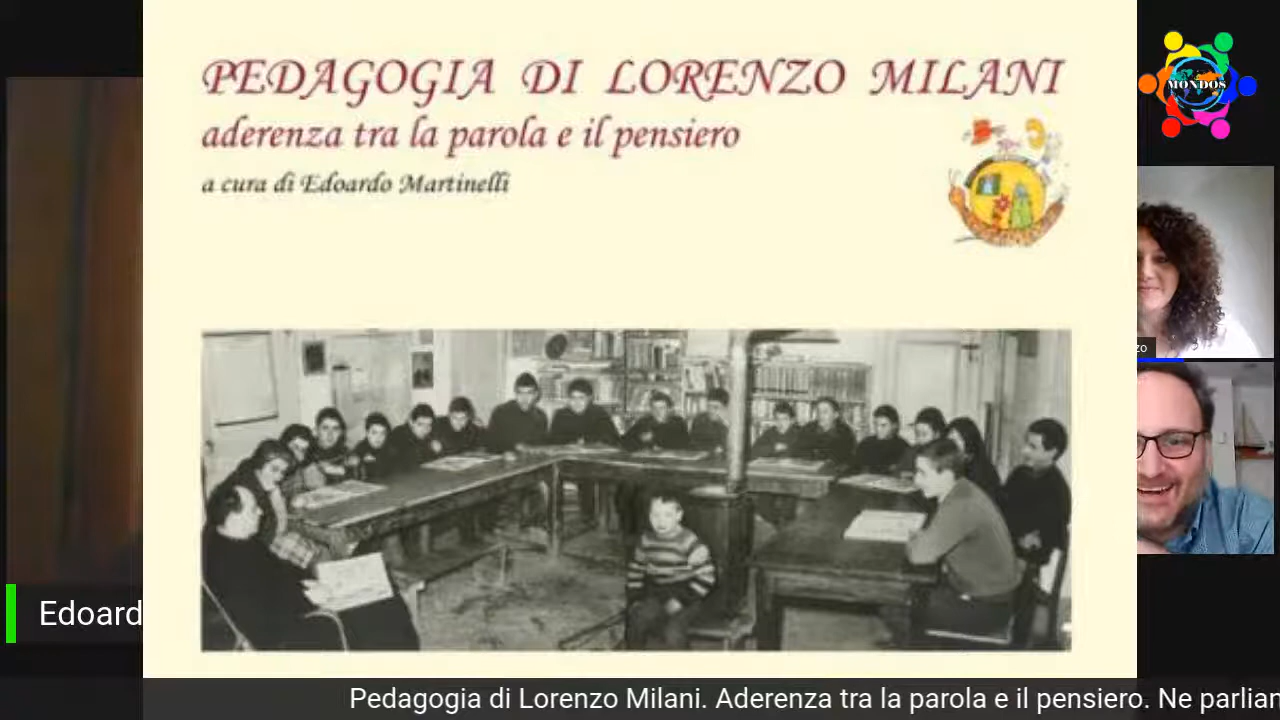 PEDAGOGIA DI LORENZO MILANI
aderenza tra la parola e il pensiero
a cura di Edoardo Martinelli
MONDOS
zo
Edoard
Pedagogia di Lorenzo Milani. Aderenza tra la parola e il pensiero. Ne parlian